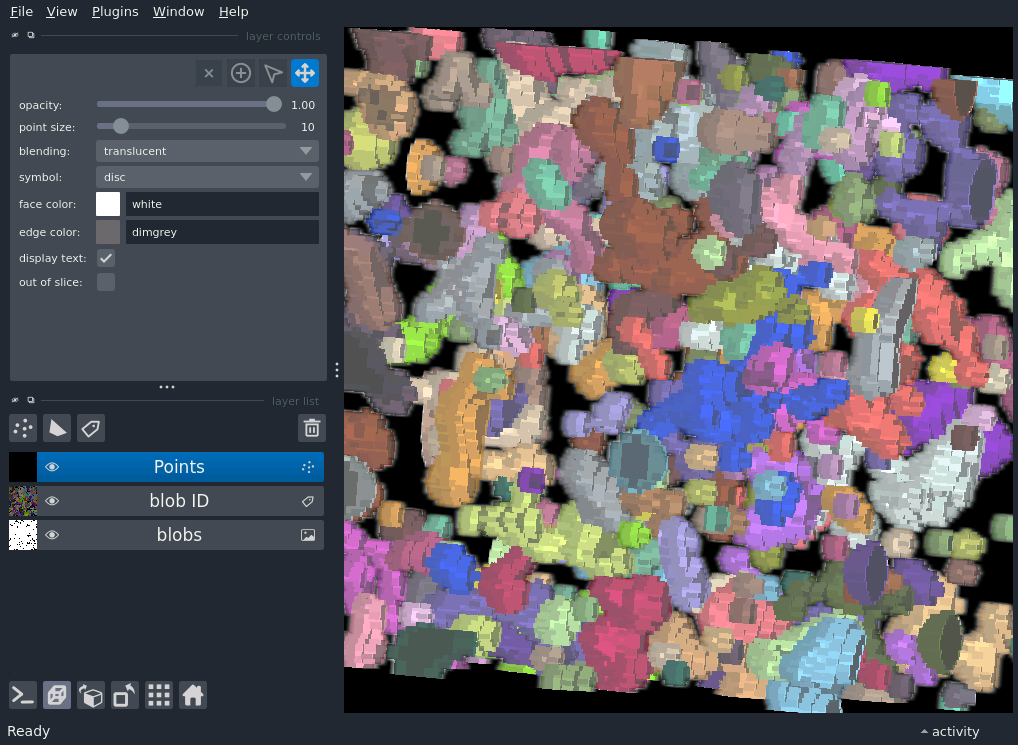 File View Plugins Window Help
layer controls
opacity: 1.00
point size: 10
blending: translucent
symbol: disc
face color: white
edge color: dimgrey
display text:
out of slice:
layer list
Points
blob ID
blobs
Ready activity